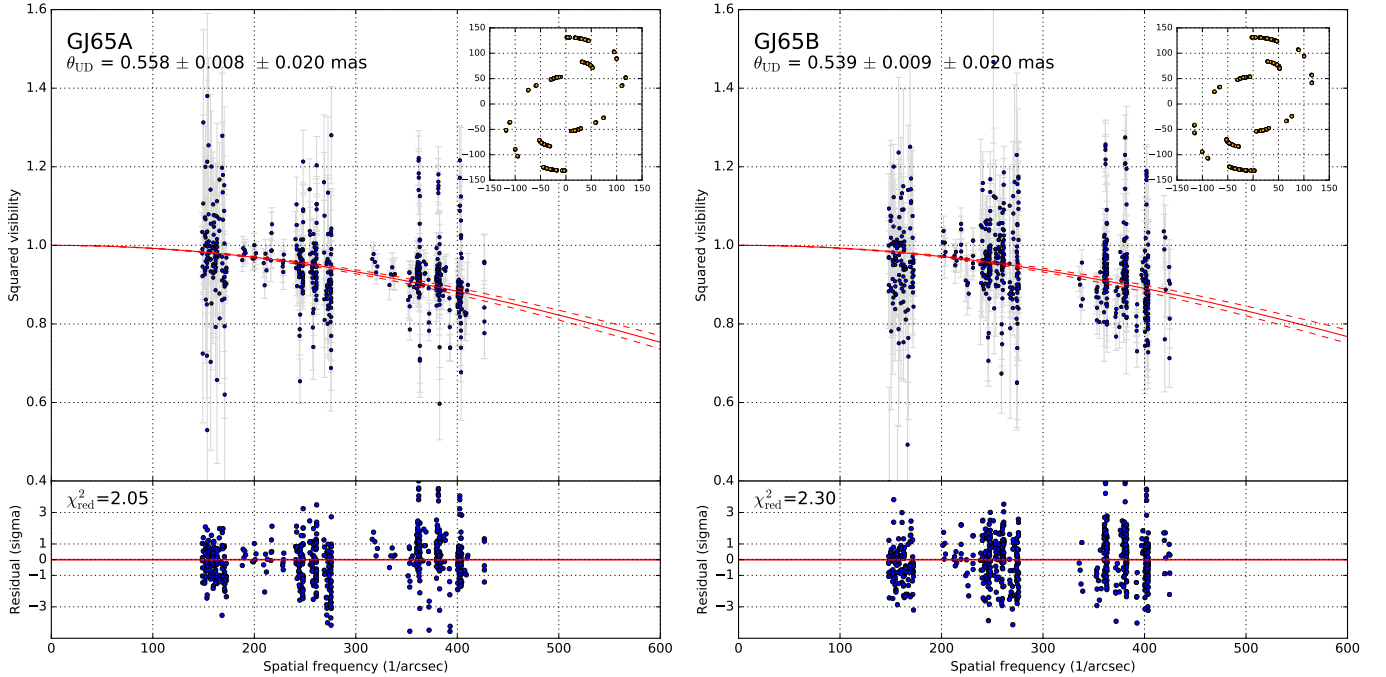 GJ65A
θ_UD = 0.558 ± 0.008 ± 0.020 mas
1.6
1.4
1.2
1.0
0.8
0.6
0.4
Squared visibility
150
100
50
0
−50
−100
−150
−150 −100 −50 0 50 100 150
χ²_red=2.05
3
1
0
−1
−3
Residual (sigma)
0 100 200 300 400 500 600
Spatial frequency (1/arcsec)
GJ65B
θ_UD = 0.539 ± 0.009 ± 0.020 mas
1.6
1.4
1.2
1.0
0.8
0.6
0.4
Squared visibility
150
100
50
0
−50
−100
−150
−150 −100 −50 0 50 100 150
χ²_red=2.30
3
1
0
−1
−3
Residual (sigma)
0 100 200 300 400 500 600
Spatial frequency (1/arcsec)